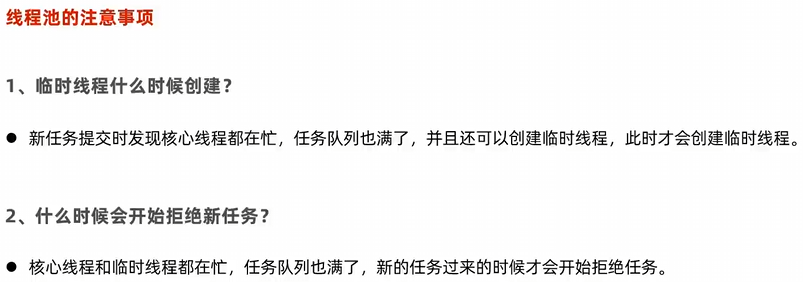 线程池的注意事项
1、临时线程什么时候创建？
● 新任务提交时发现核心线程都在忙，任务队列也满了，并且还可以创建临时线程，此时才会创建临时线程。
2、什么时候会开始拒绝新任务？
● 核心线程和临时线程都在忙，任务队列也满了，新的任务过来的时候才会开始拒绝任务。